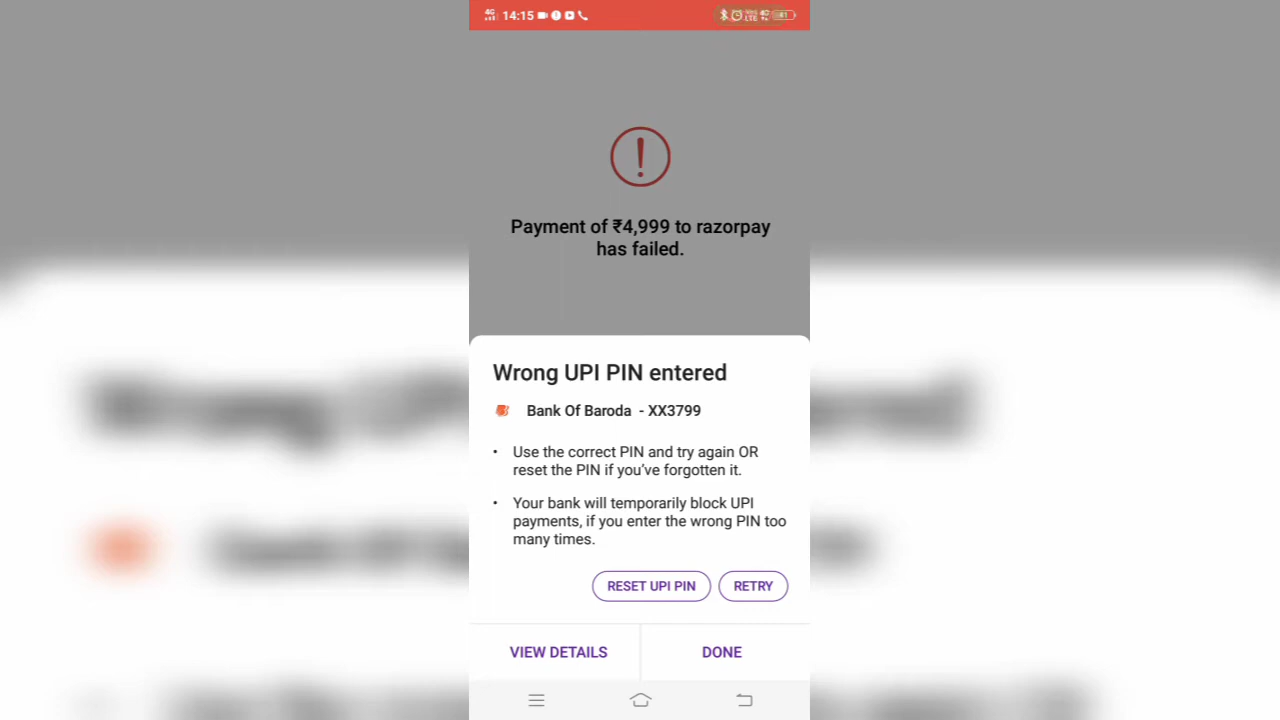 4G 14:15
Payment of ₹4,999 to razorpay
has failed.
Wrong UPI PIN entered
Bank Of Baroda - XX3799
• Use the correct PIN and try again OR
reset the PIN if you've forgotten it.
• Your bank will temporarily block UPI
payments, if you enter the wrong PIN too
many times.
RESET UPI PIN RETRY
VIEW DETAILS DONE